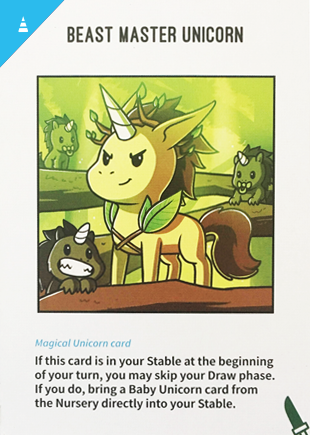 BEAST MASTER UNICORN
Magical Unicorn card
If this card is in your Stable at the beginning
of your turn, you may skip your Draw phase.
If you do, bring a Baby Unicorn card from
the Nursery directly into your Stable.